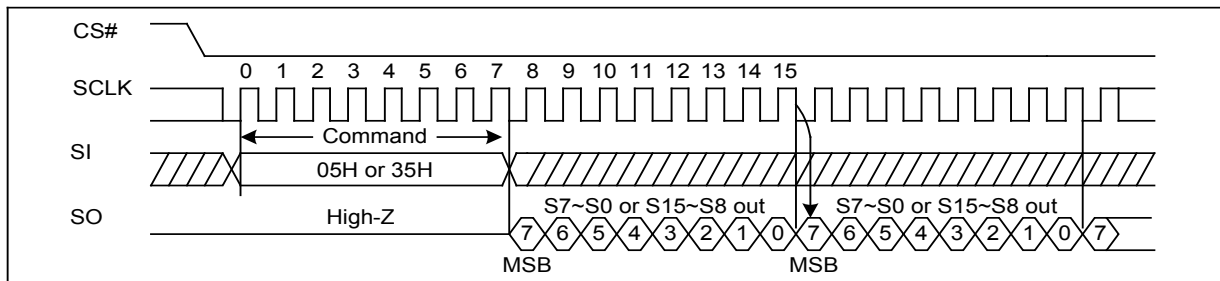 CS#
0 1 2 3 4 5 6 7 8 9 10 11 12 13 14 15
SCLK
Command
SI
05H or 35H
S7~S0 or S15~S8 out S7~S0 or S15~S8 out
SO
High-Z
7 6 5 4 3 2 1 0 7 6 5 4 3 2 1 0 7
MSB MSB